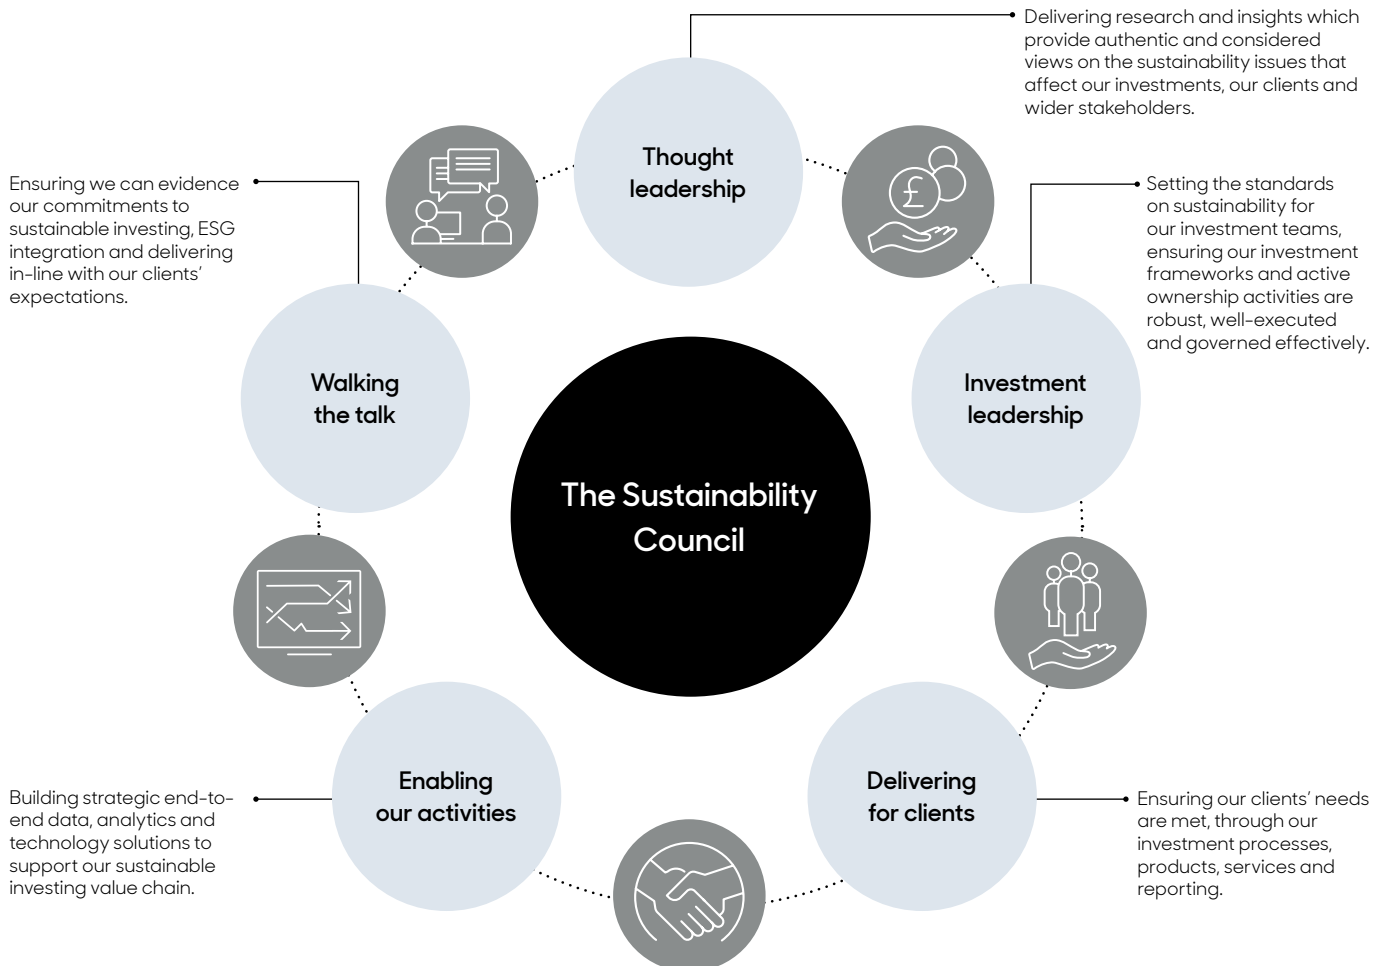 Delivering research and insights which
provide authentic and considered
views on the sustainability issues that
affect our investments, our clients and
wider stakeholders.
Thought
leadership
£
Ensuring we can evidence
our commitments to
sustainable investing, ESG
integration and delivering
in-line with our clients’
expectations.
Setting the standards
on sustainability for
our investment teams,
ensuring our investment
frameworks and active
ownership activities are
robust, well-executed
and governed effectively.
Walking
the talk
Investment
leadership
The Sustainability
Council
Enabling
our activities
Delivering
for clients
Building strategic end-to-
end data, analytics and
technology solutions to
support our sustainable
investing value chain.
Ensuring our clients’ needs
are met, through our
investment processes,
products, services and
reporting.